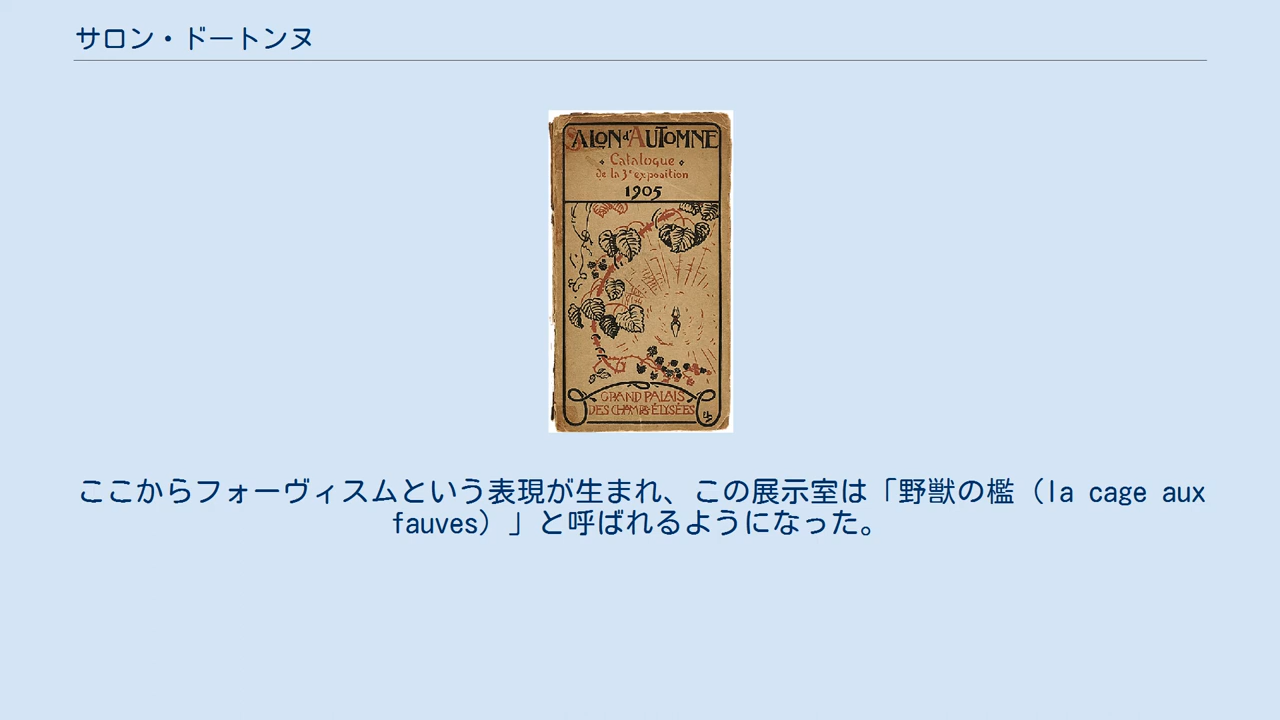 サロン・ドートンヌ
SALON d'AUTOMNE
Catalogue
de la 3e exposition
1905
GRAND PALAIS
DES CHAMPS-ÉLYSÉES
ここからフォーヴィスムという表現が生まれ、この展示室は「野獣の檻（la cage aux
fauves）」と呼ばれるようになった。